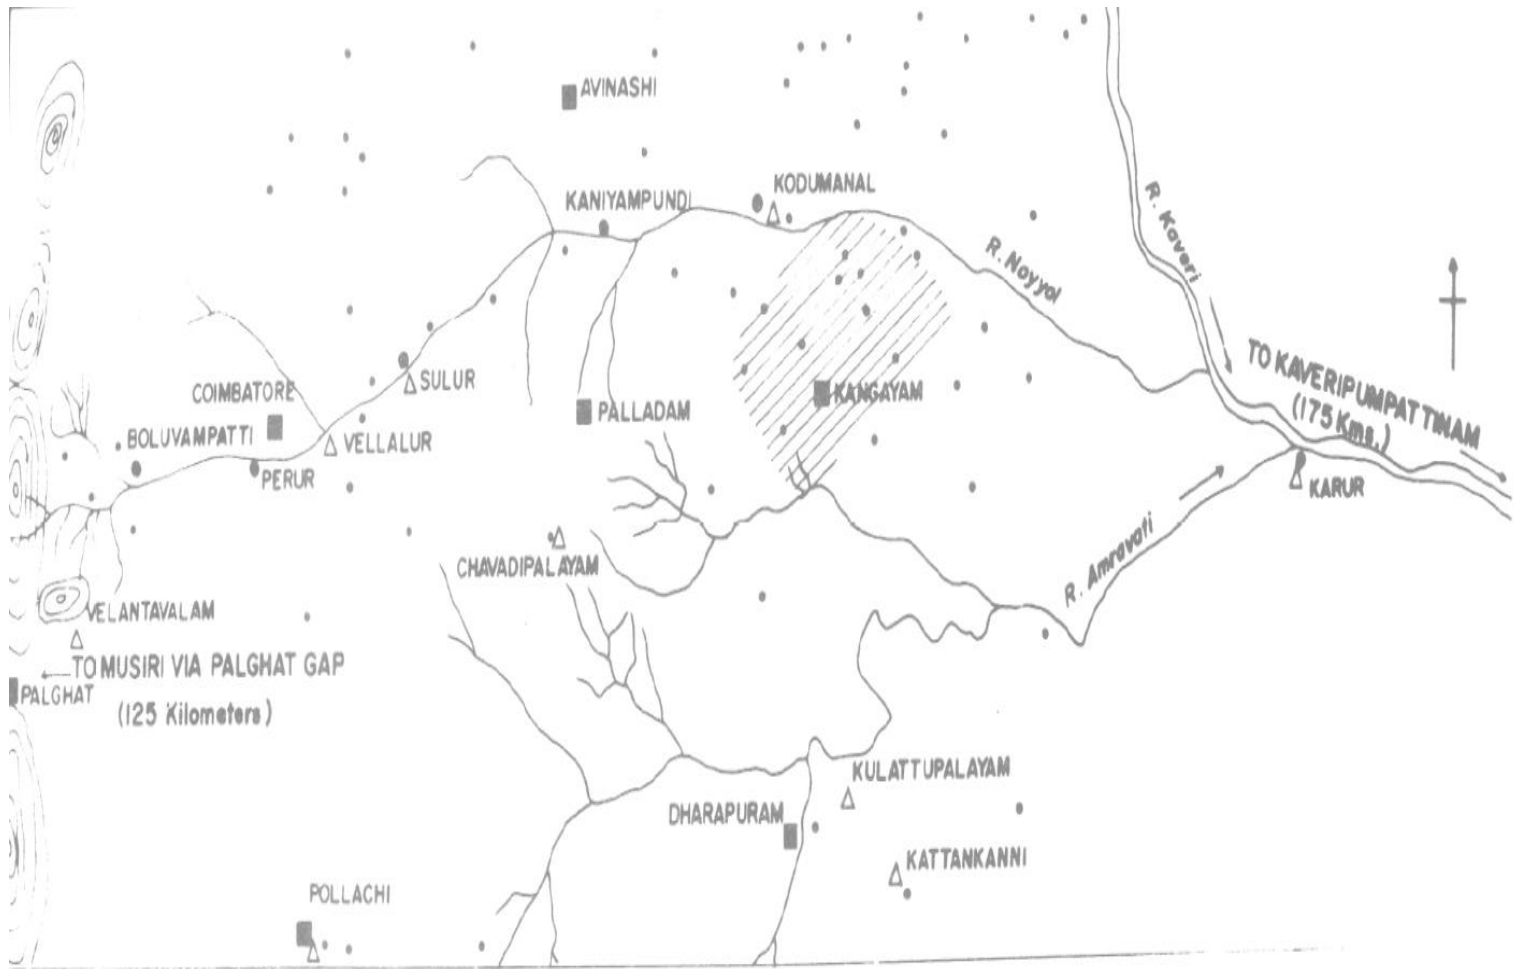 AVINASHI
KODUMANAL
KANIYAMPUNDI
R. Kaveri
R. Noyyal
COIMBATORE
SULUR
TO KAVERIPUMPATTINAM
(175 Kms.)
KANGAYAM
PALLADAM
BOLUVAMPATTI
VELLALUR
PERUR
KARUR
CHAVADIPALAYAM
R. Amravati
VELANTAVALAM
TO MUSIRI VIA PALGHAT GAP
PALGHAT
(125 Kilometers)
KULATTUPALAYAM
DHARAPURAM
KATTANKANNI
POLLACHI